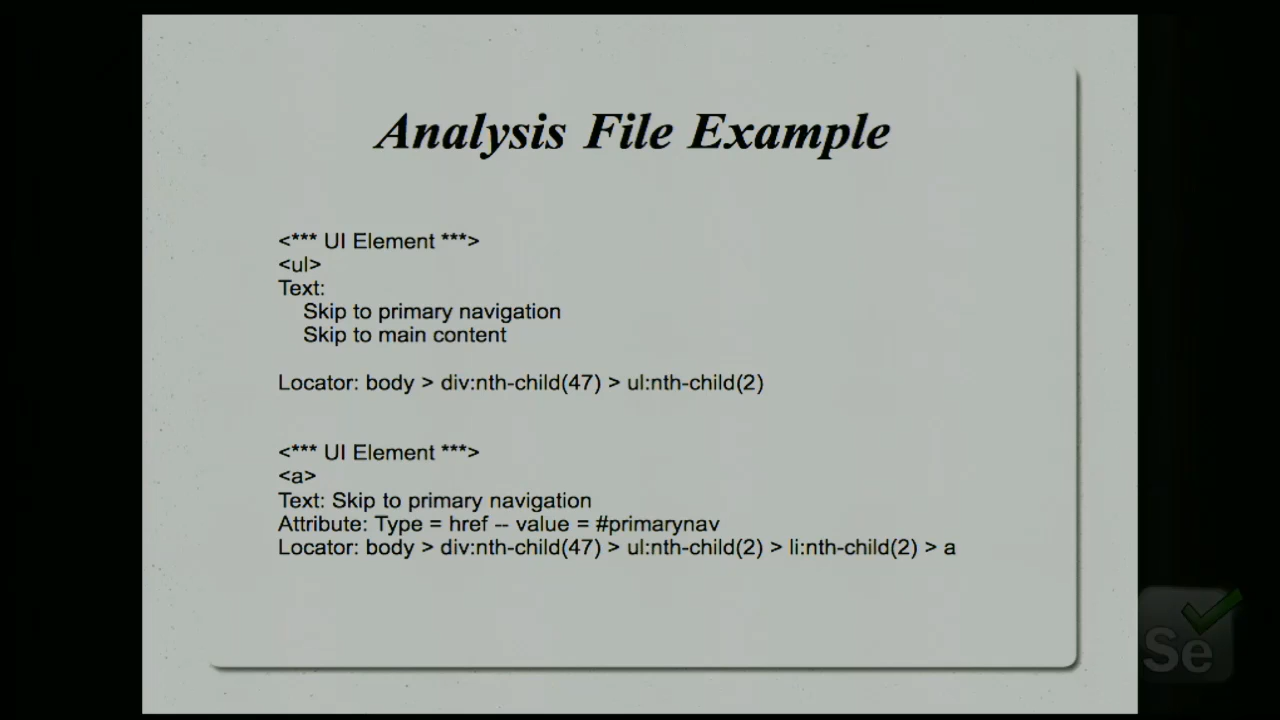 Analysis File Example
<*** UI Element ***>
<ul>
Text:
Skip to primary navigation
Skip to main content
Locator: body > div:nth-child(47) > ul:nth-child(2)
<*** UI Element ***>
<a>
Text: Skip to primary navigation
Attribute: Type = href -- value = #primarynav
Locator: body > div:nth-child(47) > ul:nth-child(2) > li:nth-child(2) > a
Se